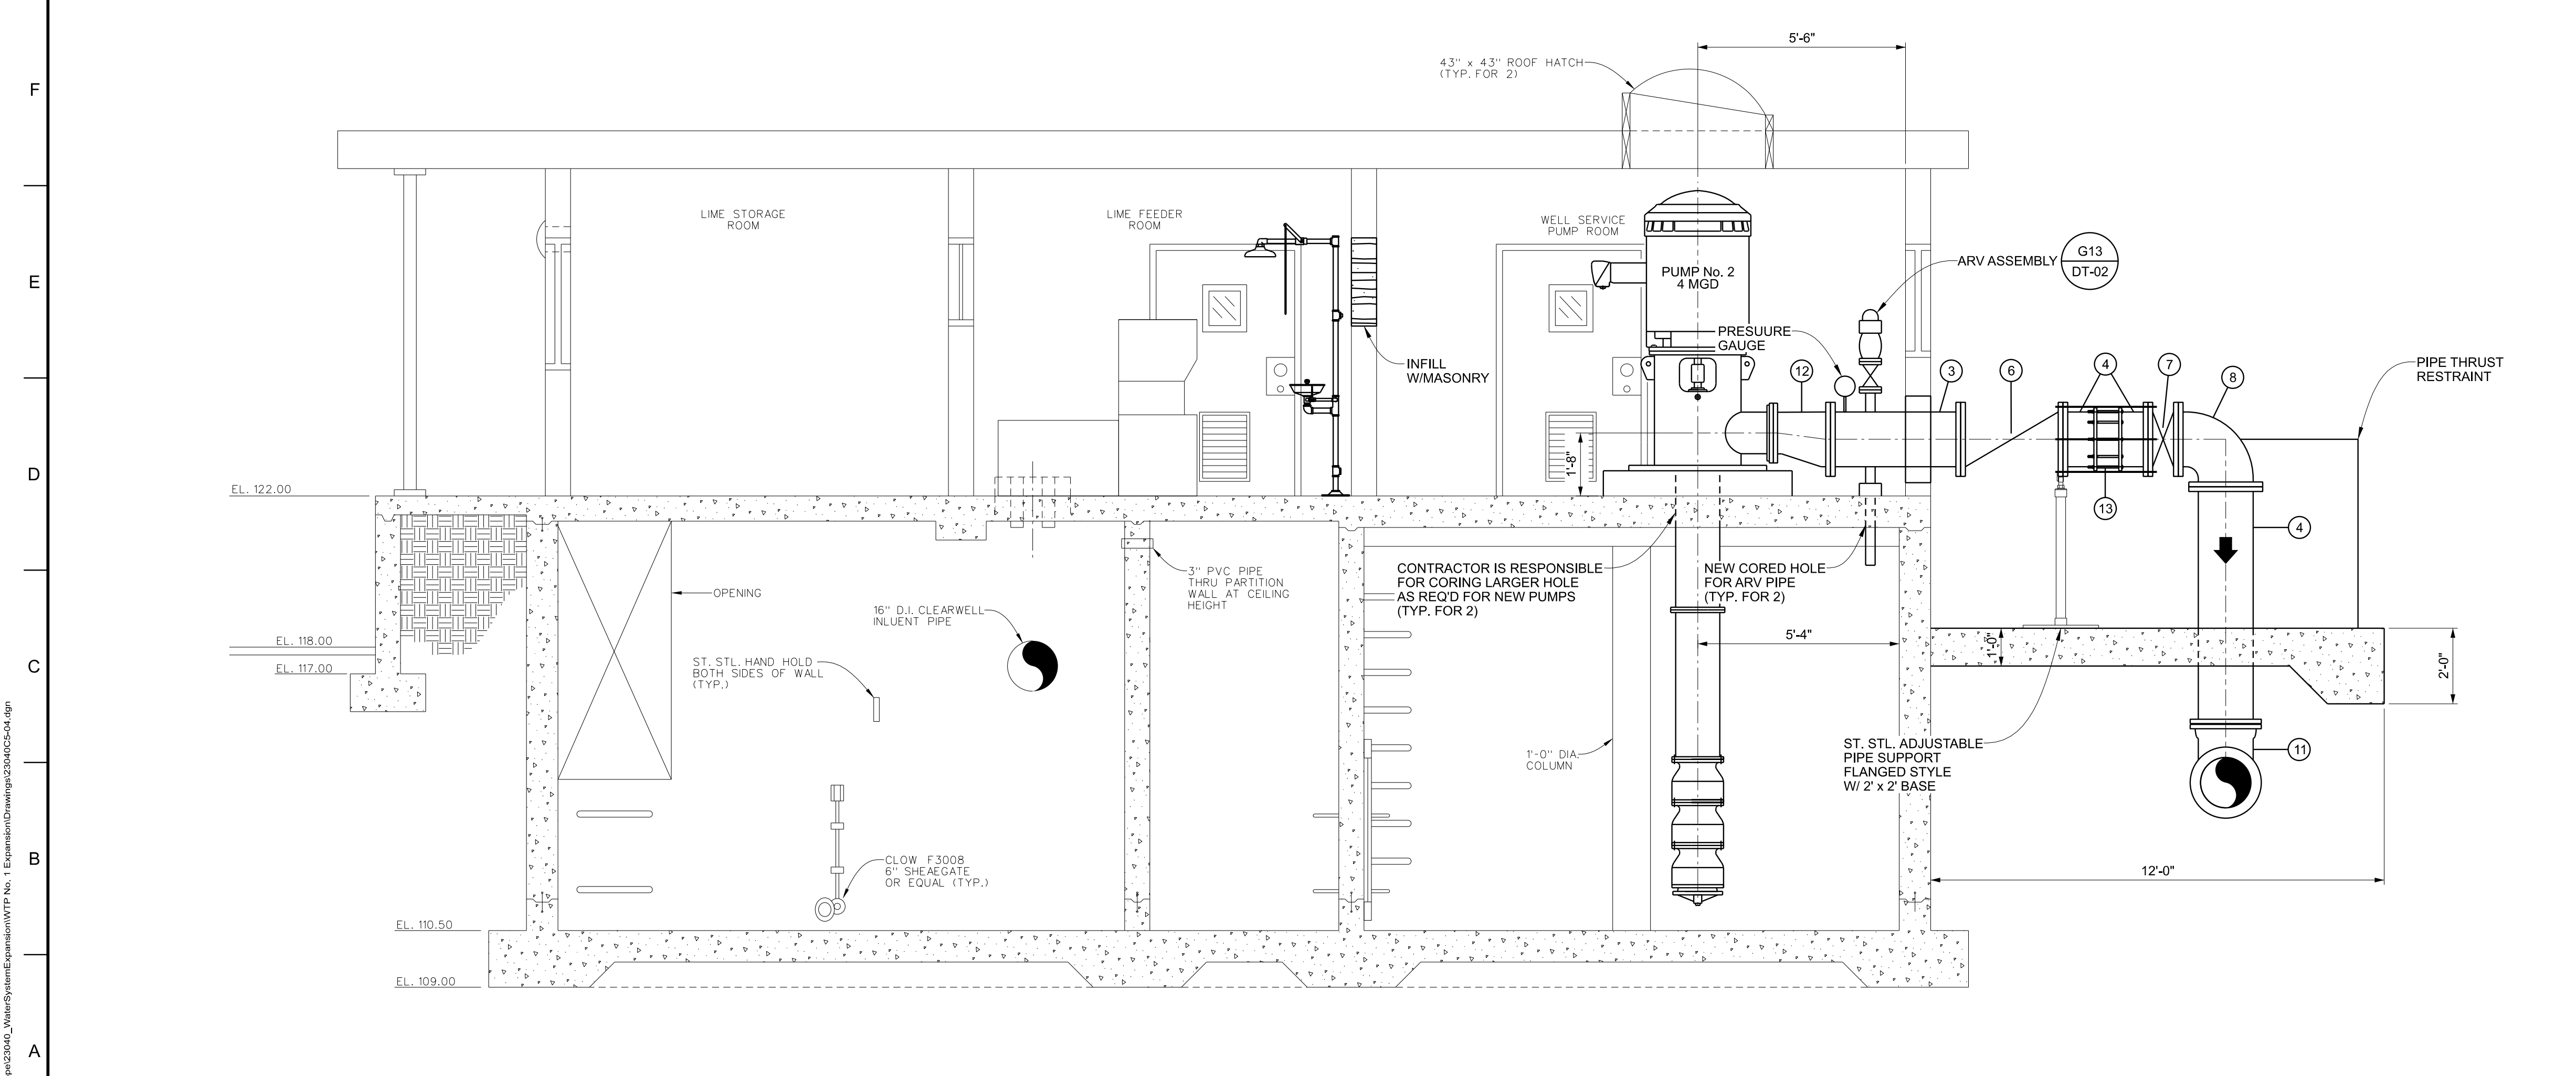 5'-6"
43" x 43" ROOF HATCH
(TYP. FOR 2)
F
LIME STORAGE
ROOM
LIME FEEDER
ROOM
WELL SERVICE
PUMP ROOM
E
PUMP No. 2
4 MGD
ARV ASSEMBLY
G13
DT-02
PRESUURE
GAUGE
INFILL
W/MASONRY
12
3
6
4
7
8
PIPE THRUST
RESTRAINT
D
1'-8"
EL. 122.00
13
4
CONTRACTOR IS RESPONSIBLE
FOR CORING LARGER HOLE
AS REQ'D FOR NEW PUMPS
(TYP. FOR 2)
NEW CORED HOLE
FOR ARV PIPE
(TYP. FOR 2)
3" PVC PIPE
THRU PARTITION
WALL AT CEILING
HEIGHT
OPENING
16" D.I. CLEARWELL
INLUENT PIPE
EL. 118.00
EL. 117.00
C
ST. STL. HAND HOLD
BOTH SIDES OF WALL
(TYP.)
5'-4"
1'-0"
2'-0"
1'-0" DIA.
COLUMN
ST. STL. ADJUSTABLE
PIPE SUPPORT
FLANGED STYLE
W/ 2' x 2' BASE
11
B
CLOW F3008
6" SHEAEGATE
OR EQUAL (TYP.)
12'-0"
EL. 110.50
EL. 109.00
A
pe\23040_WaterSystemExpansion\WTP No. 1 Expansion\Drawings\23040C5-04.dgn